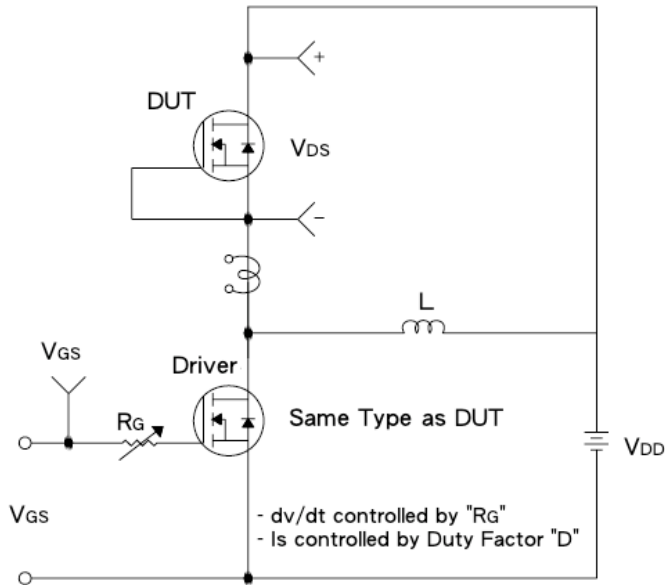 +
DUT
VDS
-
L
VGS
Driver
RG
Same Type as DUT
VDD
VGS
- dv/dt controlled by "RG"
- Is controlled by Duty Factor "D"